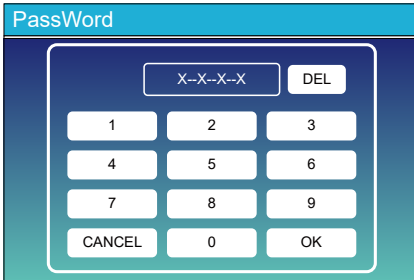 PassWord
X--X--X--X DEL
1 2 3
4 5 6
7 8 9
CANCEL 0 OK